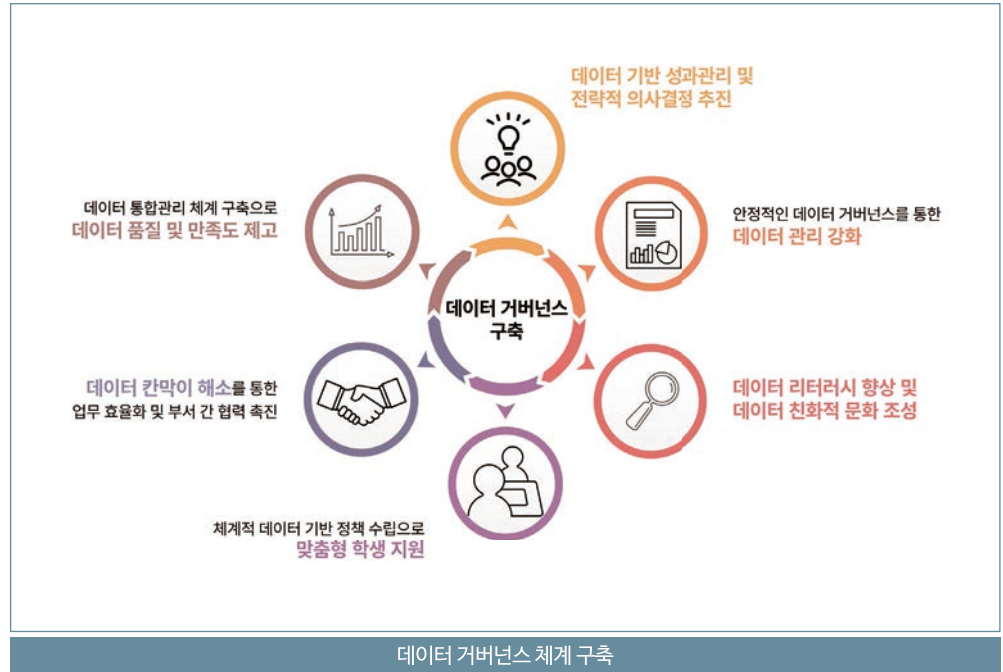 데이터 기반 성과관리 및
전략적 의사결정 추진
데이터 통합관리 체계 구축으로
데이터 품질 및 만족도 제고
안정적인 데이터 거버넌스를 통한
데이터 관리 강화
데이터 거버넌스
구축
데이터 칸막이 해소를 통한
업무 효율화 및 부서 간 협력 촉진
데이터 리터러시 향상 및
데이터 친화적 문화 조성
체계적 데이터 기반 정책 수립으로
맞춤형 학생 지원
데이터 거버넌스 체계 구축